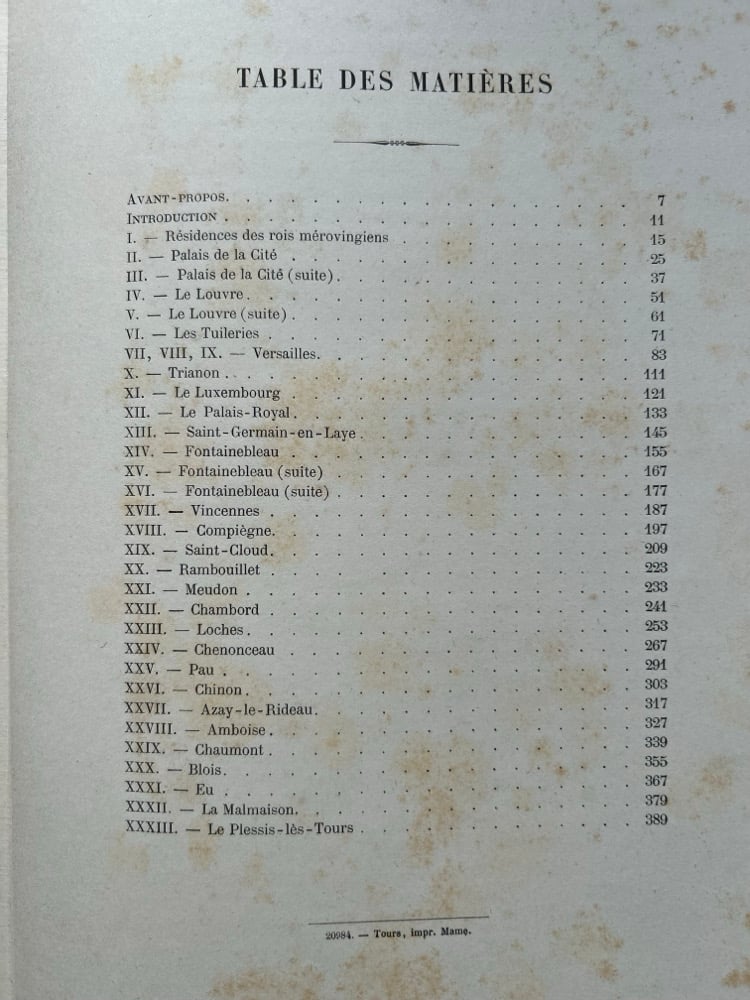 TABLE DES MATIÈRES
AVANT-PROPOS. . . . . . . . . . . . . . . . . . . . 7
INTRODUCTION . . . . . . . . . . . . . . . . . . . . 11
I. — Résidences des rois mérovingiens . . . . . . . . . . . . 15
II. — Palais de la Cité . . . . . . . . . . . . . . . . . 25
III. — Palais de la Cité (suite) . . . . . . . . . . . . . . . 37
IV. — Le Louvre. . . . . . . . . . . . . . . . . . . 51
V. — Le Louvre (suite) . . . . . . . . . . . . . . . . . 61
VI. — Les Tuileries . . . . . . . . . . . . . . . . . . 71
VII, VIII, IX. — Versailles. . . . . . . . . . . . . . . . 83
X. — Trianon . . . . . . . . . . . . . . . . . . . . 111
XI. — Le Luxembourg . . . . . . . . . . . . . . . . . 121
XII. — Le Palais-Royal. . . . . . . . . . . . . . . . . 133
XIII. — Saint-Germain-en-Laye . . . . . . . . . . . . . . 145
XIV. — Fontainebleau . . . . . . . . . . . . . . . . . 155
XV. — Fontainebleau (suite) . . . . . . . . . . . . . . . 167
XVI. — Fontainebleau (suite) . . . . . . . . . . . . . . . 177
XVII. — Vincennes . . . . . . . . . . . . . . . . . . 187
XVIII. — Compiègne. . . . . . . . . . . . . . . . . . 197
XIX. — Saint-Cloud. . . . . . . . . . . . . . . . . . 209
XX. — Rambouillet . . . . . . . . . . . . . . . . . . 223
XXI. — Meudon . . . . . . . . . . . . . . . . . . . 233
XXII. — Chambord . . . . . . . . . . . . . . . . . . 241
XXIII. — Loches. . . . . . . . . . . . . . . . . . . 253
XXIV. — Chenonceau . . . . . . . . . . . . . . . . . 267
XXV. — Pau . . . . . . . . . . . . . . . . . . . . 291
XXVI. — Chinon. . . . . . . . . . . . . . . . . . . 303
XXVII. — Azay-le-Rideau. . . . . . . . . . . . . . . . 317
XXVIII. — Amboise. . . . . . . . . . . . . . . . . . 327
XXIX. — Chaumont . . . . . . . . . . . . . . . . . . 339
XXX. — Blois. . . . . . . . . . . . . . . . . . . . 355
XXXI. — Eu . . . . . . . . . . . . . . . . . . . . 367
XXXII. — La Malmaison. . . . . . . . . . . . . . . . . 379
XXXIII. — Le Plessis-lès-Tours . . . . . . . . . . . . . . 389
20984. — Tours, impr. Mame.